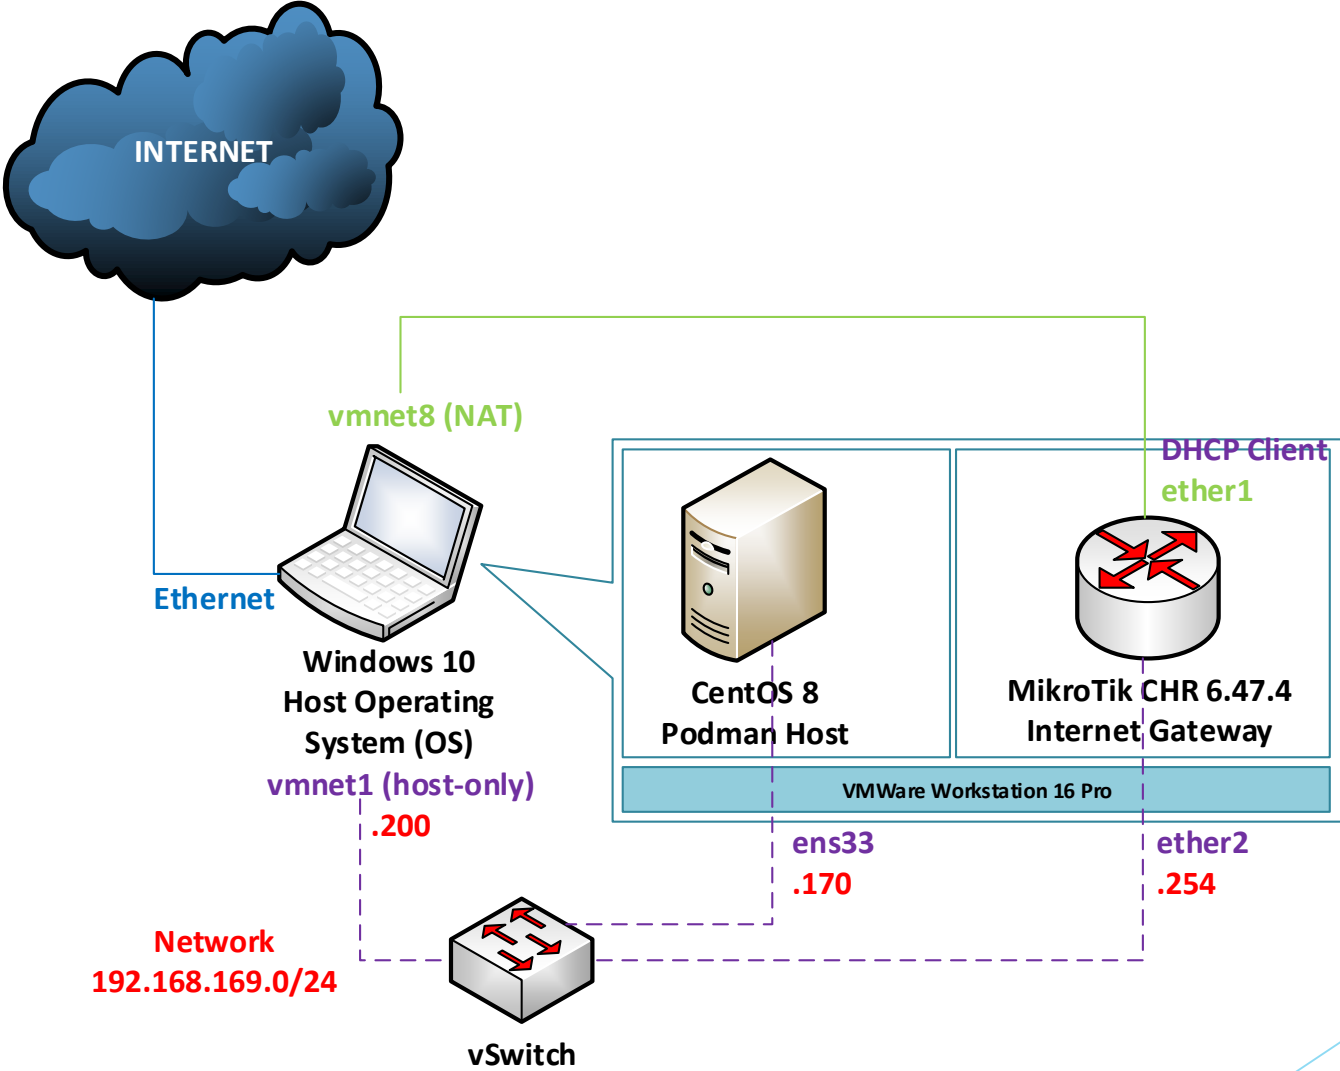 INTERNET
vmnet8 (NAT)
DHCP Client
ether1
Ethernet
Windows 10
Host Operating
System (OS)
vmnet1 (host-only)
.200
CentOS 8
Podman Host
MikroTik CHR 6.47.4
Internet Gateway
VMWare Workstation 16 Pro
ens33
.170
ether2
.254
Network
192.168.169.0/24
vSwitch